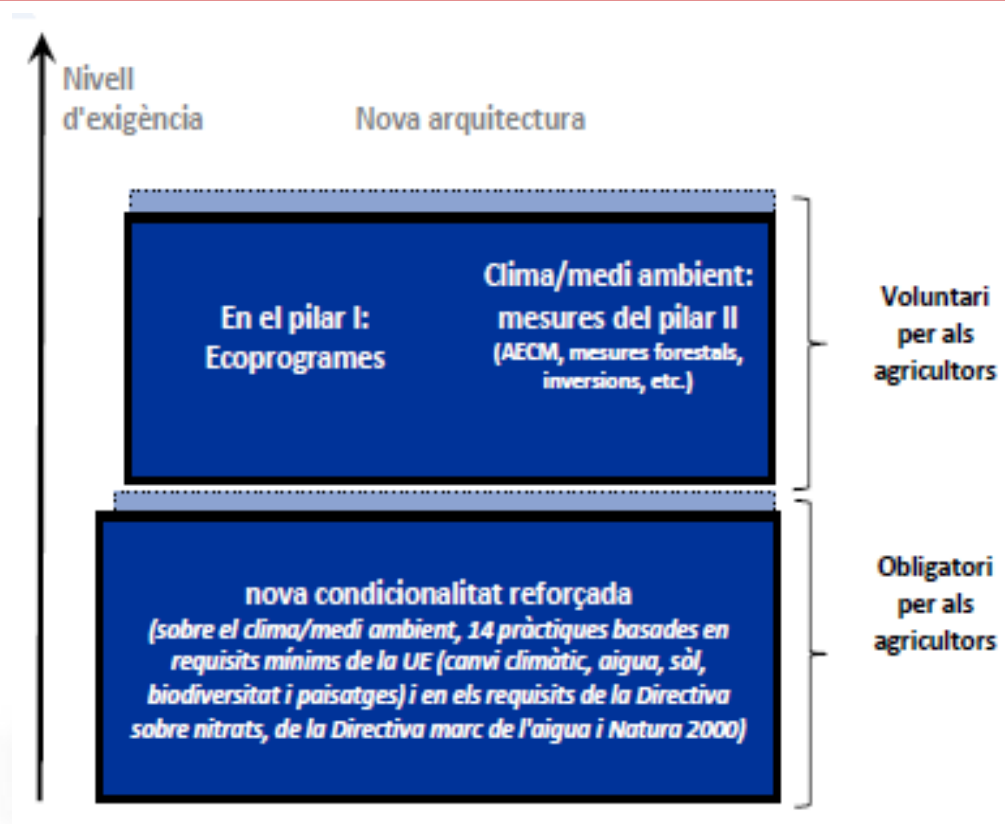 Nivell
d'exigència
Nova arquitectura
En el pilar I:
Ecoprogrames
Clima/medi ambient:
mesures del pilar II
(AECM, mesures forestals,
inversions, etc.)
Voluntari
per als
agricultors
nova condicionalitat reforçada
(sobre el clima/medi ambient, 14 pràctiques basades en
requisits mínims de la UE (canvi climàtic, aigua, sòl,
biodiversitat i paisatges) i en els requisits de la Directiva
sobre nitrats, de la Directiva marc de l'aigua i Natura 2000)
Obligatori
per als
agricultors